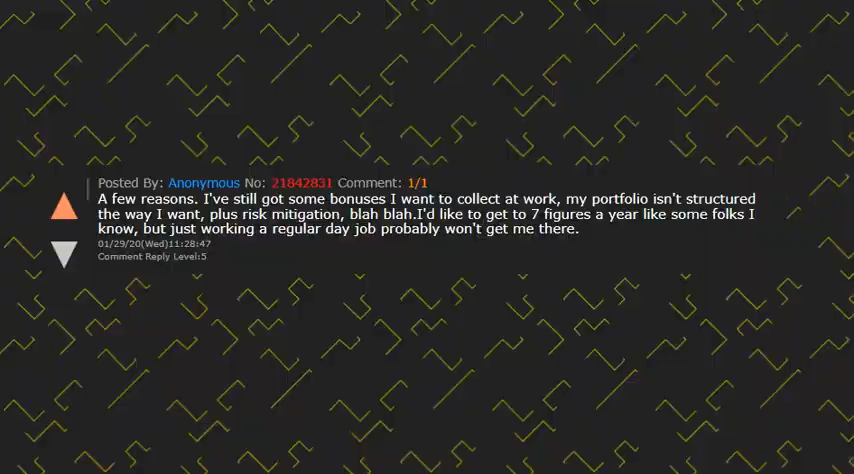 Posted By: Anonymous No: 21842831 Comment: 1/1
A few reasons. I've still got some bonuses I want to collect at work, my portfolio isn't structured
the way I want, plus risk mitigation, blah blah.I'd like to get to 7 figures a year like some folks I
know, but just working a regular day job probably won't get me there.
01/29/20(Wed)11:28:47
Comment Reply Level:5